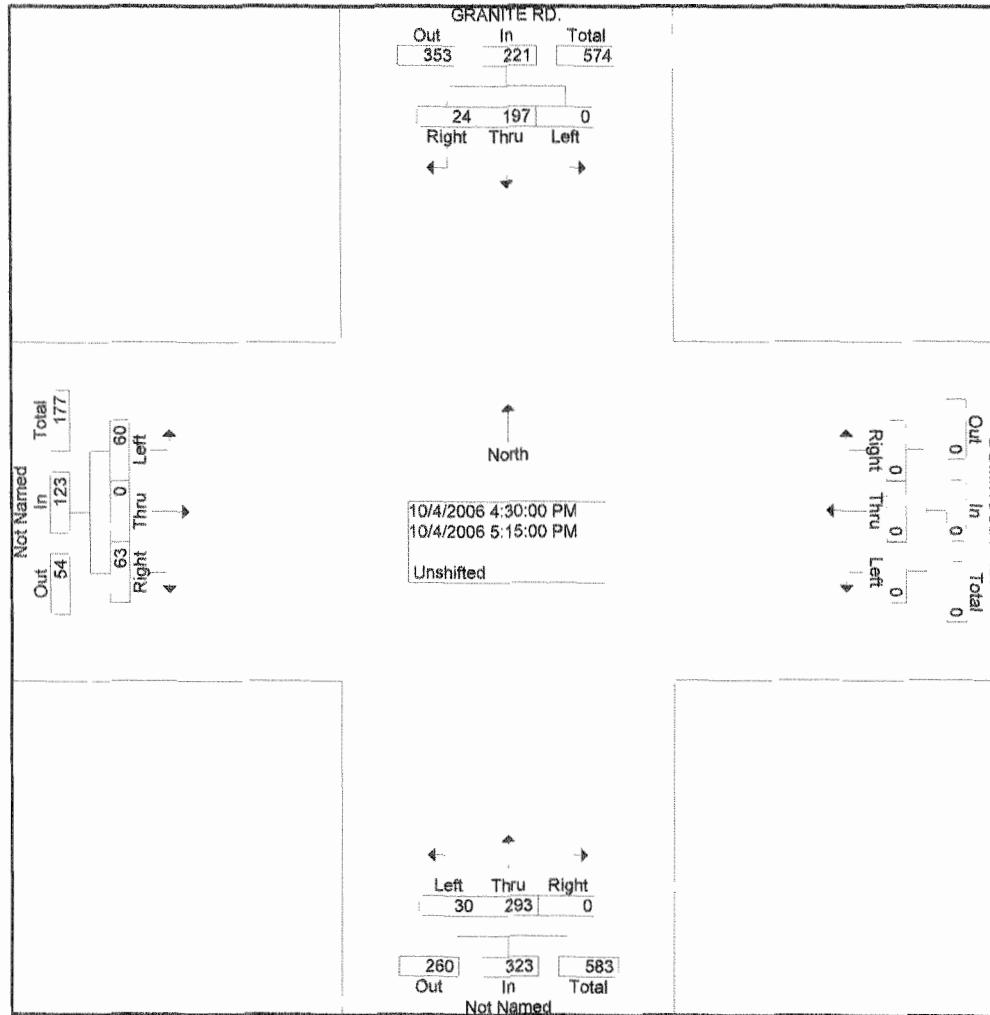 GRANITE RD.
Out In Total
353 221 574
24 197 0
Right Thru Left
Not Named
Out In Total
54 123 177
63 0 60
Right Thru Left
North
10/4/2006 4:30:00 PM
10/4/2006 5:15:00 PM
Unshifted
Right Thru Left
0 0 0
Out In Total
0 0 0
Left Thru Right
30 293 0
260 323 583
Out In Total
Not Named